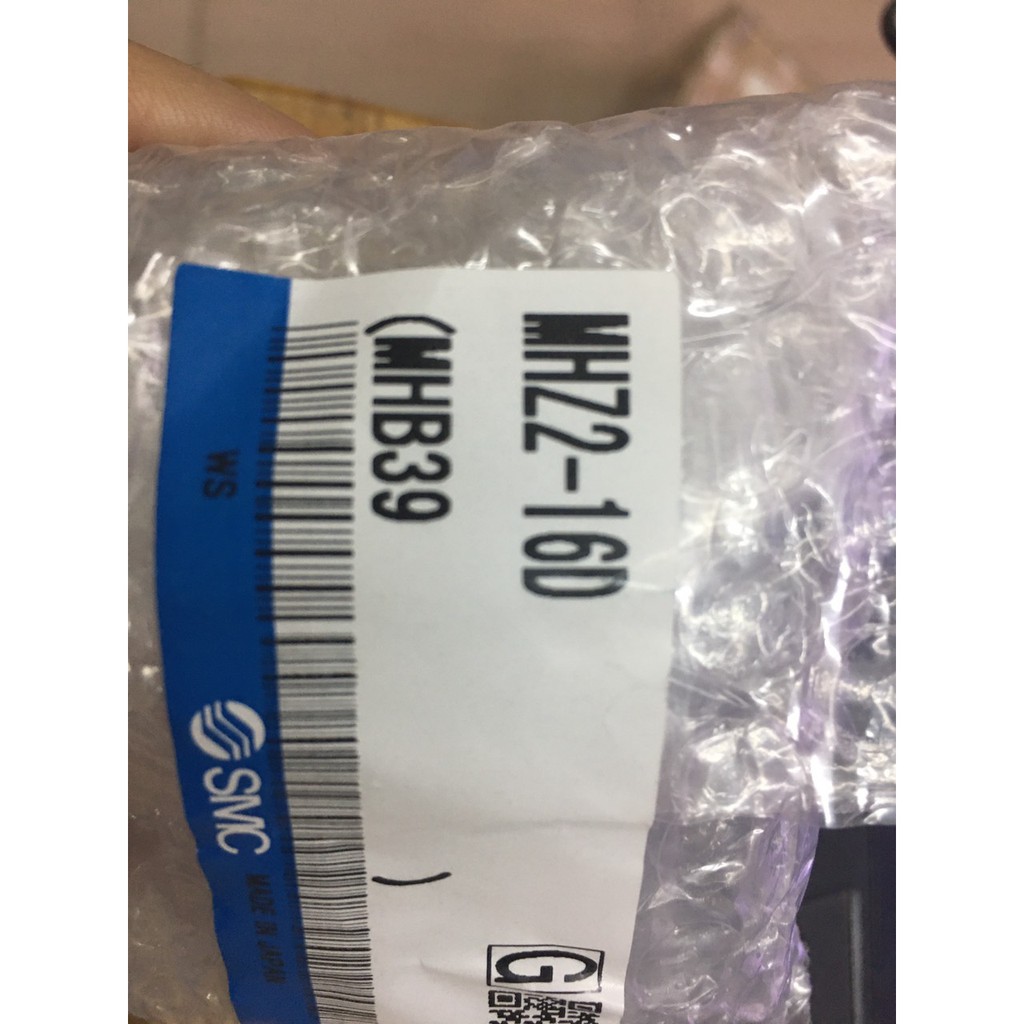 MHZ2-16D
(MHB39 )
G
WS
SMC MADE IN JAPAN